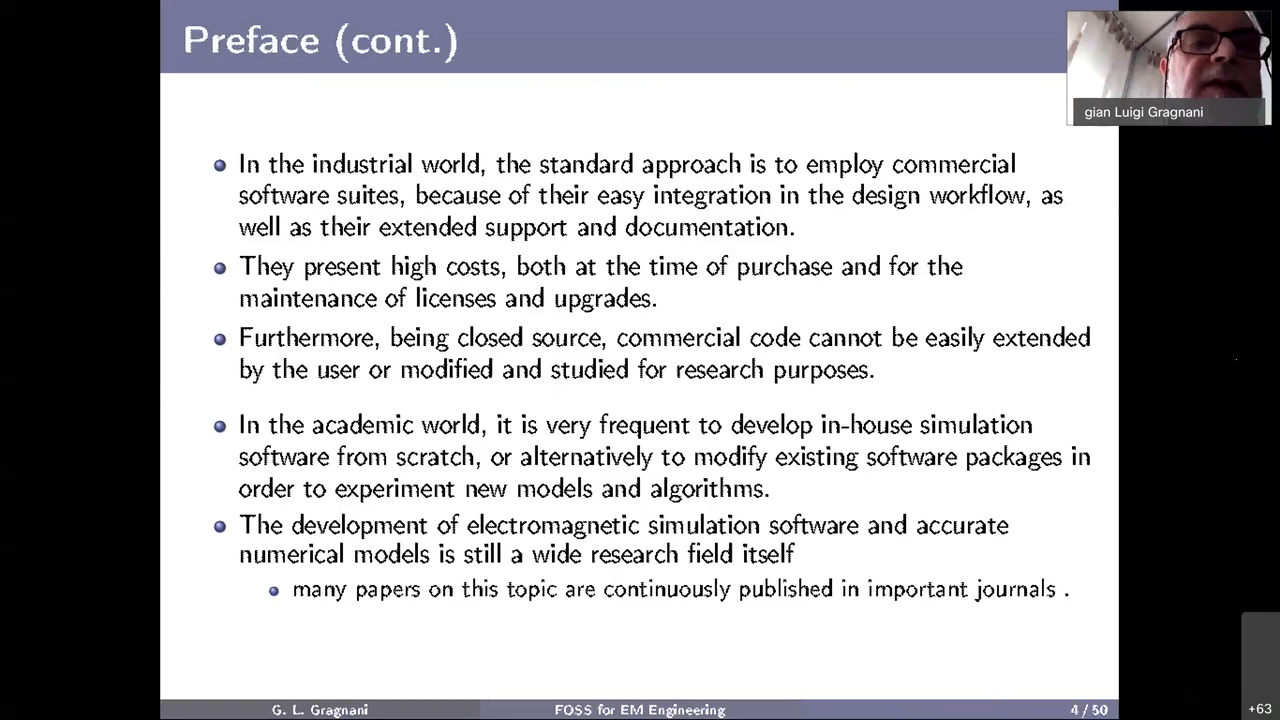 Preface (cont.)
gian Luigi Gragnani
In the industrial world, the standard approach is to employ commercial
software suites, because of their easy integration in the design workflow, as
well as their extended support and documentation.
They present high costs, both at the time of purchase and for the
maintenance of licenses and upgrades.
Furthermore, being closed source, commercial code cannot be easily extended
by the user or modified and studied for research purposes.
In the academic world, it is very frequent to develop in-house simulation
software from scratch, or alternatively to modify existing software packages in
order to experiment new models and algorithms.
The development of electromagnetic simulation software and accurate
numerical models is still a wide research field itself
many papers on this topic are continuously published in important journals .
G. L. Gragnani FOSS for EM Engineering 4 / 50
+63